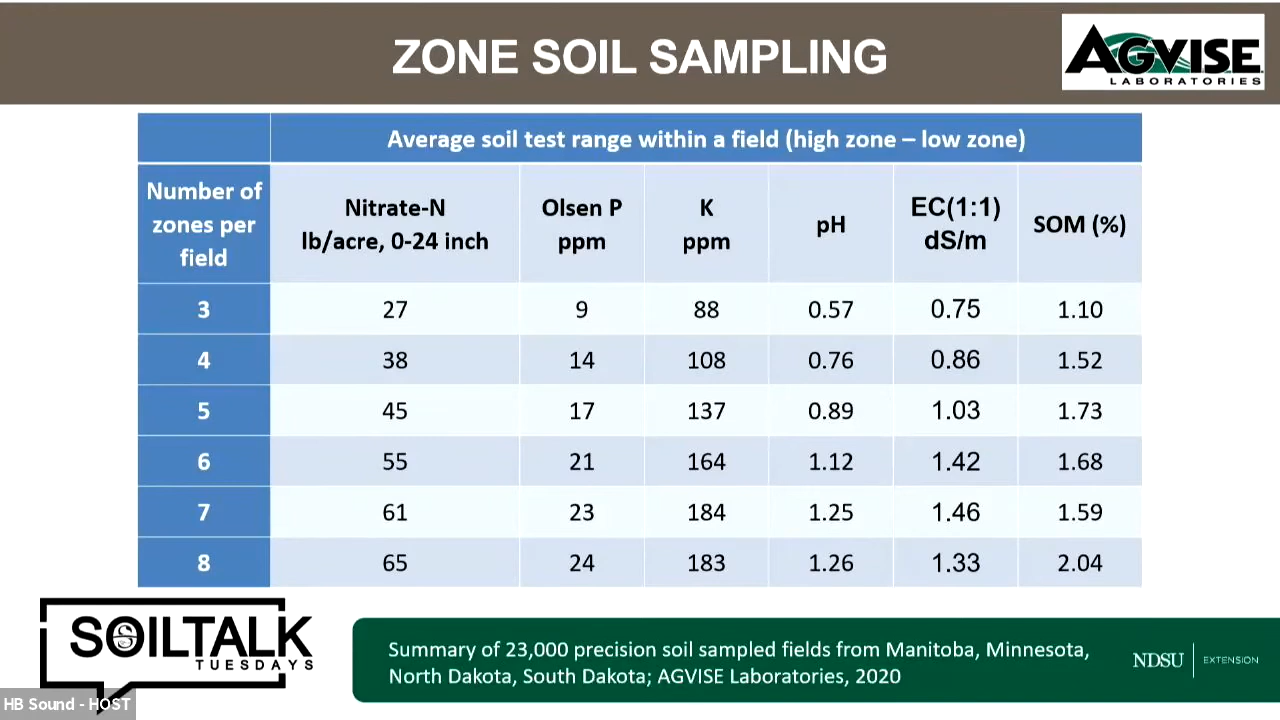 ZONE SOIL SAMPLING
AGVISE
LABORATORIES
Average soil test range within a field (high zone – low zone)
Number of
zones per
field
Nitrate-N
lb/acre, 0-24 inch
Olsen P
ppm
K
ppm
pH
EC(1:1)
dS/m
SOM (%)
3 27 9 88 0.57 0.75 1.10
4 38 14 108 0.76 0.86 1.52
5 45 17 137 0.89 1.03 1.73
6 55 21 164 1.12 1.42 1.68
7 61 23 184 1.25 1.46 1.59
8 65 24 183 1.26 1.33 2.04
SOILTALK
TUESDAYS
Summary of 23,000 precision soil sampled fields from Manitoba, Minnesota,
North Dakota, South Dakota; AGVISE Laboratories, 2020
NDSU EXTENSION
HB Sound - HOST